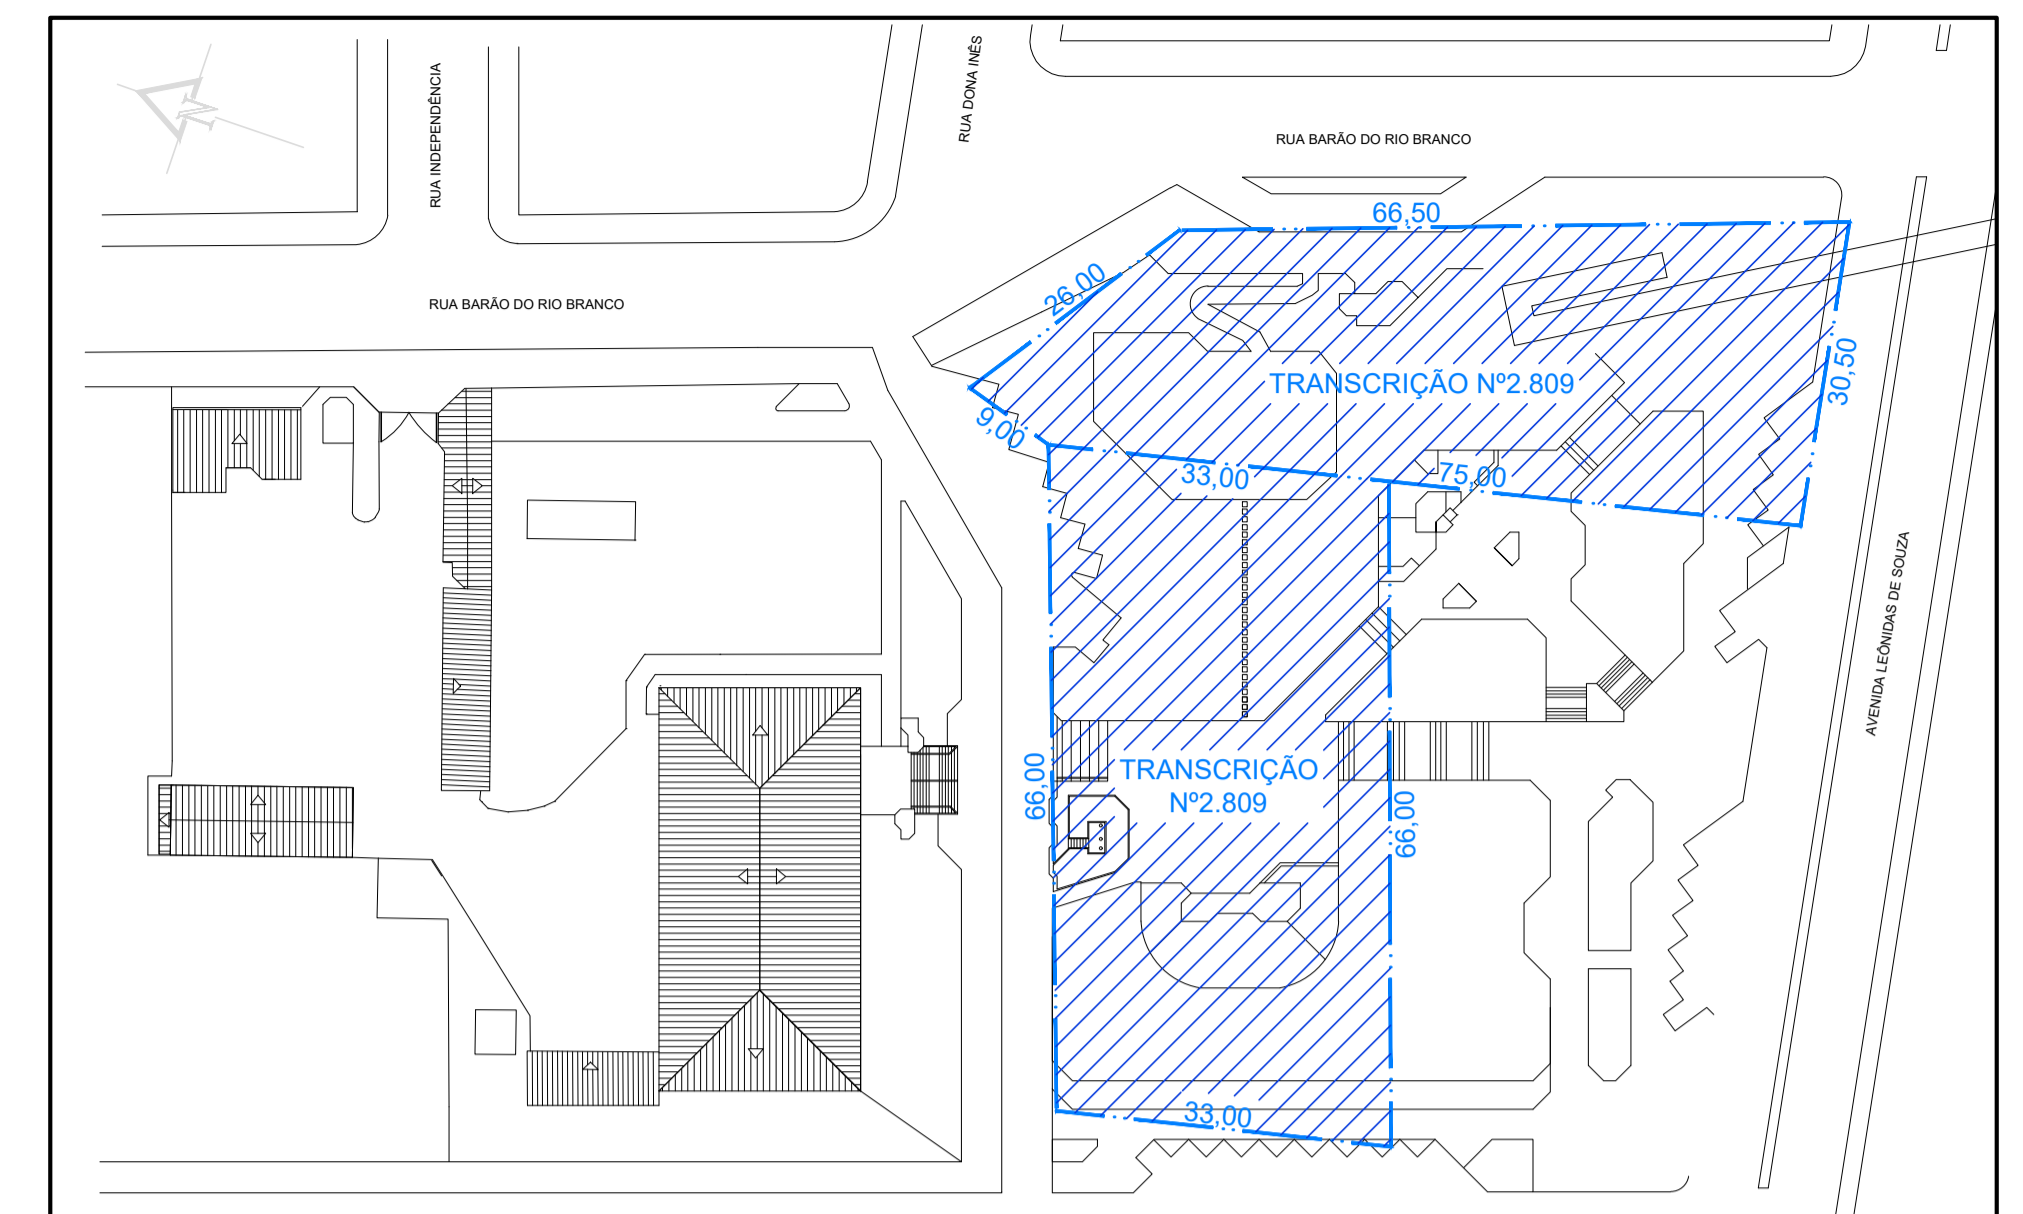 RUA INDEPENDÊNCIA
RUA DONA INÊS
RUA BARÃO DO RIO BRANCO
N
66,50
26,00
RUA BARÃO DO RIO BRANCO
30,50
TRANSCRIÇÃO Nº2.809
9,00
33,00
75,00
AVENIDA LEÔNIDAS DE SOUZA
66,00
TRANSCRIÇÃO
Nº2.809
66,00
33,00